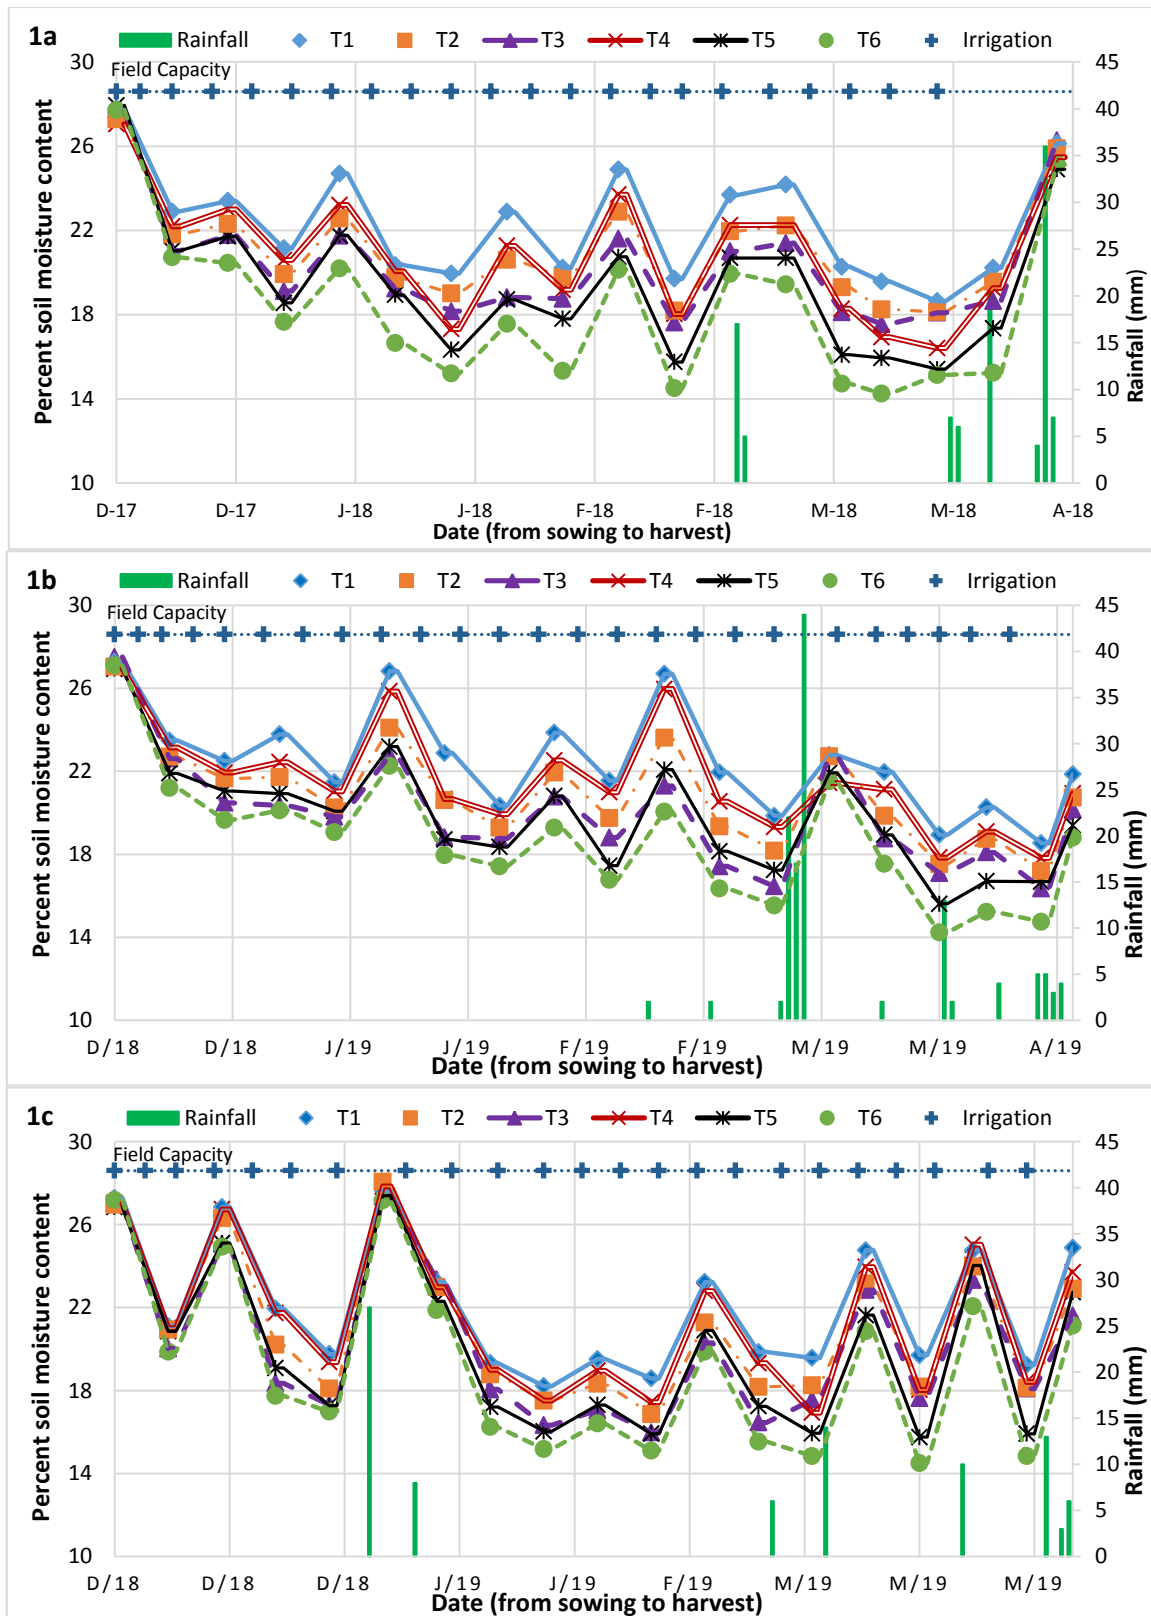 1a
Rainfall T1 T2 T3 T4 T5 T6 Irrigation
Field Capacity
Percent soil moisture content
30
26
22
18
14
10
45
40
35
30
25
20
15
10
5
0
Rainfall (mm)
D-17 D-17 J-18 J-18 F-18 F-18 M-18 M-18 A-18
Date (from sowing to harvest)
1b
Rainfall T1 T2 T3 T4 T5 T6 Irrigation
Field Capacity
Percent soil moisture content
30
26
22
18
14
10
45
40
35
30
25
20
15
10
5
0
Rainfall (mm)
D/18 D/18 J/19 J/19 F/19 F/19 M/19 M/19 A/19
Date (from sowing to harvest)
1c
Rainfall T1 T2 T3 T4 T5 T6 Irrigation
Field Capacity
Percent soil moisture content
30
26
22
18
14
10
45
40
35
30
25
20
15
10
5
0
Rainfall (mm)
D/18 D/18 D/18 J/19 J/19 F/19 M/19 M/19 M/19
Date (from sowing to harvest)